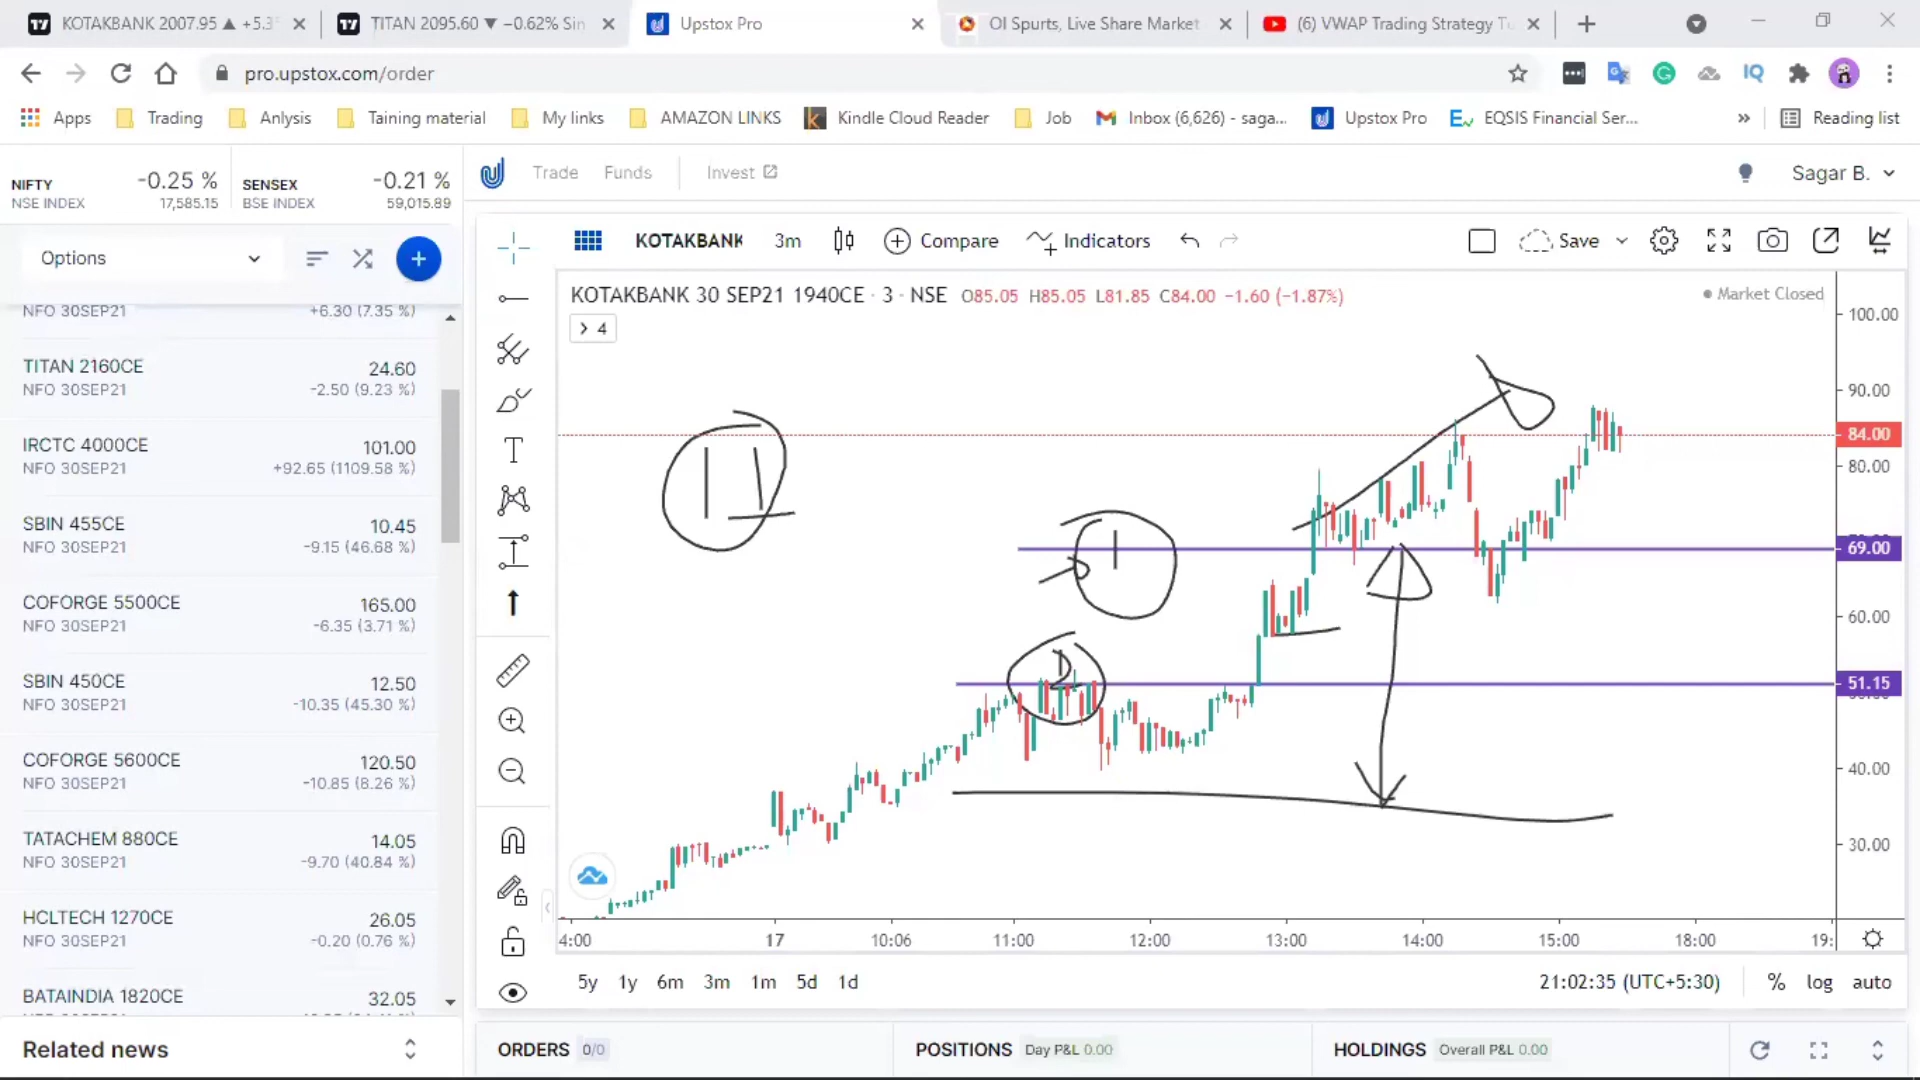 KOTAKBANK 2007.95 ▲ +5.3
TITAN 2095.60 ▼ −0.62% Sin
Upstox Pro
OI Spurts, Live Share Market
(6) VWAP Trading Strategy Tu
pro.upstox.com/order
IQ
Apps
Trading
Anlysis
Taining material
My links
AMAZON LINKS
Kindle Cloud Reader
Job
Inbox (6,626) - saga...
Upstox Pro
EQSIS Financial Ser...
»
Reading list
NIFTY -0.25 %
NSE INDEX 17,585.15
SENSEX -0.21 %
BSE INDEX 59,015.89
Trade
Funds
Invest
Sagar B.
Options
NFO 30SEP21 +6.30 (7.35 %)
TITAN 2160CE 24.60
NFO 30SEP21 -2.50 (9.23 %)
IRCTC 4000CE 101.00
NFO 30SEP21 +92.65 (1109.58 %)
SBIN 455CE 10.45
NFO 30SEP21 -9.15 (46.68 %)
COFORGE 5500CE 165.00
NFO 30SEP21 -6.35 (3.71 %)
SBIN 450CE 12.50
NFO 30SEP21 -10.35 (45.30 %)
COFORGE 5600CE 120.50
NFO 30SEP21 -10.85 (8.26 %)
TATACHEM 880CE 14.05
NFO 30SEP21 -9.70 (40.84 %)
HCLTECH 1270CE 26.05
NFO 30SEP21 -0.20 (0.76 %)
BATAINDIA 1820CE 32.05
Related news
KOTAKBANK 3m Compare Indicators Save
KOTAKBANK 30 SEP21 1940CE · 3 · NSE O85.05 H85.05 L81.85 C84.00 −1.60 (−1.87%)
Market Closed
4
100.00
90.00
84.00
80.00
69.00
60.00
51.15
40.00
30.00
4:00 17 10:06 11:00 12:00 13:00 14:00 15:00 18:00 19:
5y 1y 6m 3m 1m 5d 1d
21:02:35 (UTC+5:30) % log auto
ORDERS 0/0
POSITIONS Day P&L 0.00
HOLDINGS Overall P&L 0.00